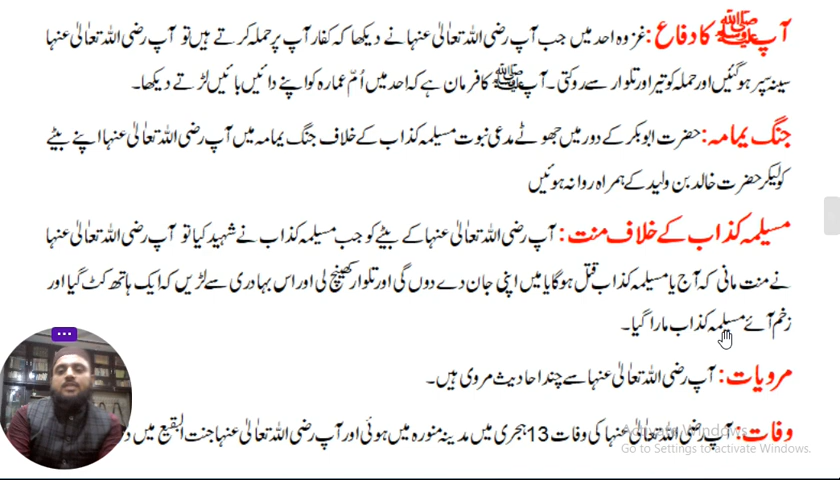 آپ ﷺ کا دفاع: غزوہ احد میں جب آپ رضی اللہ تعالیٰ عنہا نے دیکھا کہ کفار آپ پر حملہ کرتے ہیں تو آپ رضی اللہ تعالیٰ عنہا
سینہ سپر ہو گئیں اور حملہ کو تیر اور تلوار سے روکتی ۔ آپ ﷺ کا فرمان ہے کہ احد میں اُمّ عمارہ کو اپنے دائیں بائیں لڑتے دیکھا۔
جنگ یمامہ: حضرت ابو بکر کے دور میں جھوٹے مدعی نبوت مسیلمہ کذاب کے خلاف جنگ یمامہ میں آپ رضی اللہ تعالیٰ عنہا اپنے بیٹے
کو لیکر حضرت خالد بن ولید کے ہمراہ روانہ ہوئیں
مسیلمہ کذاب کے خلاف منت: آپ رضی اللہ تعالیٰ عنہا کے بیٹے کو جب مسیلمہ کذاب نے شہید کیا تو آپ رضی اللہ تعالیٰ عنہا
نے منت مانی کہ آج یا مسیلمہ کذاب قتل ہو گا یا میں اپنی جان دے دوں گی اور تلوار کھینچ لی اور اس بہادری سے لڑیں کہ ایک ہاتھ کٹ گیا اور
زخم آئے مسیلمہ کذاب مارا گیا۔
مرویات: آپ رضی اللہ تعالیٰ عنہا سے چند احادیث مروی ہیں۔
وفات: آپ رضی اللہ تعالیٰ عنہا کی وفات 13 ہجری میں مدینہ منورہ میں ہوئی اور آپ رضی اللہ تعالیٰ عنہا جنت البقیع میں
Activate Windows
Go to Settings to activate Windows.